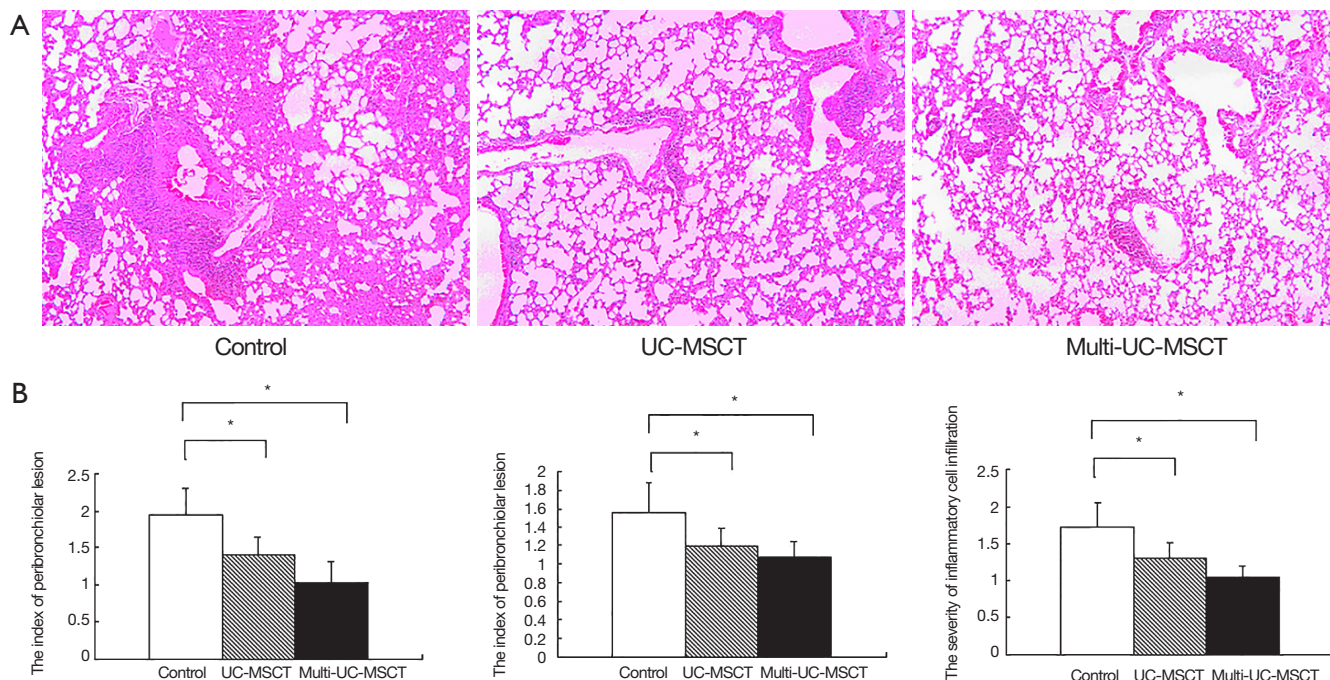 A
Control
UC-MSCT
Multi-UC-MSCT
B
The index of peribronchiolar lesion
2.5
2
1.5
1
0.5
0
*
*
Control UC-MSCT Multi-UC-MSCT
The index of peribronchiolar lesion
2
1.8
1.6
1.4
1.2
1
0.8
0.6
0.4
0.2
0
*
*
Control UC-MSCT Multi-UC-MSCT
The severity of inflammatory cell infillration
2.5
2
1.5
1
0.5
0
*
*
Control UC-MSCT Multi-UC-MSCT